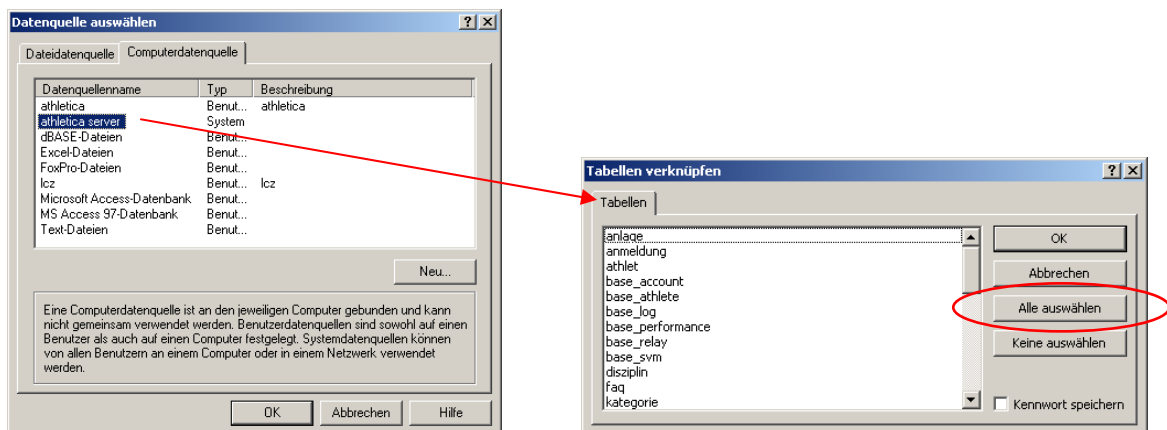 Datenquelle auswählen
Dateidatenquelle Computerdatenquelle
Datenquellenname Typ Beschreibung
athletica Benut... athletica
athletica server System
dBASE-Dateien Benut...
Excel-Dateien Benut...
FoxPro-Dateien Benut...
lcz Benut... lcz
Microsoft Access-Datenbank Benut...
MS Access 97-Datenbank Benut...
Text-Dateien Benut...
Neu...
Eine Computerdatenquelle ist an den jeweiligen Computer gebunden und kann
nicht gemeinsam verwendet werden. Benutzerdatenquellen sind sowohl auf einen
Benutzer als auch auf einen Computer festgelegt. Systemdatenquellen können
von allen Benutzern an einem Computer oder in einem Netzwerk verwendet
werden.
OK Abbrechen Hilfe
Tabellen verknüpfen
Tabellen
anlage
anmeldung
athlet
base_account
base_athlete
base_log
base_performance
base_relay
base_svm
disziplin
faq
kategorie
OK
Abbrechen
Alle auswählen
Keine auswählen
Kennwort speichern